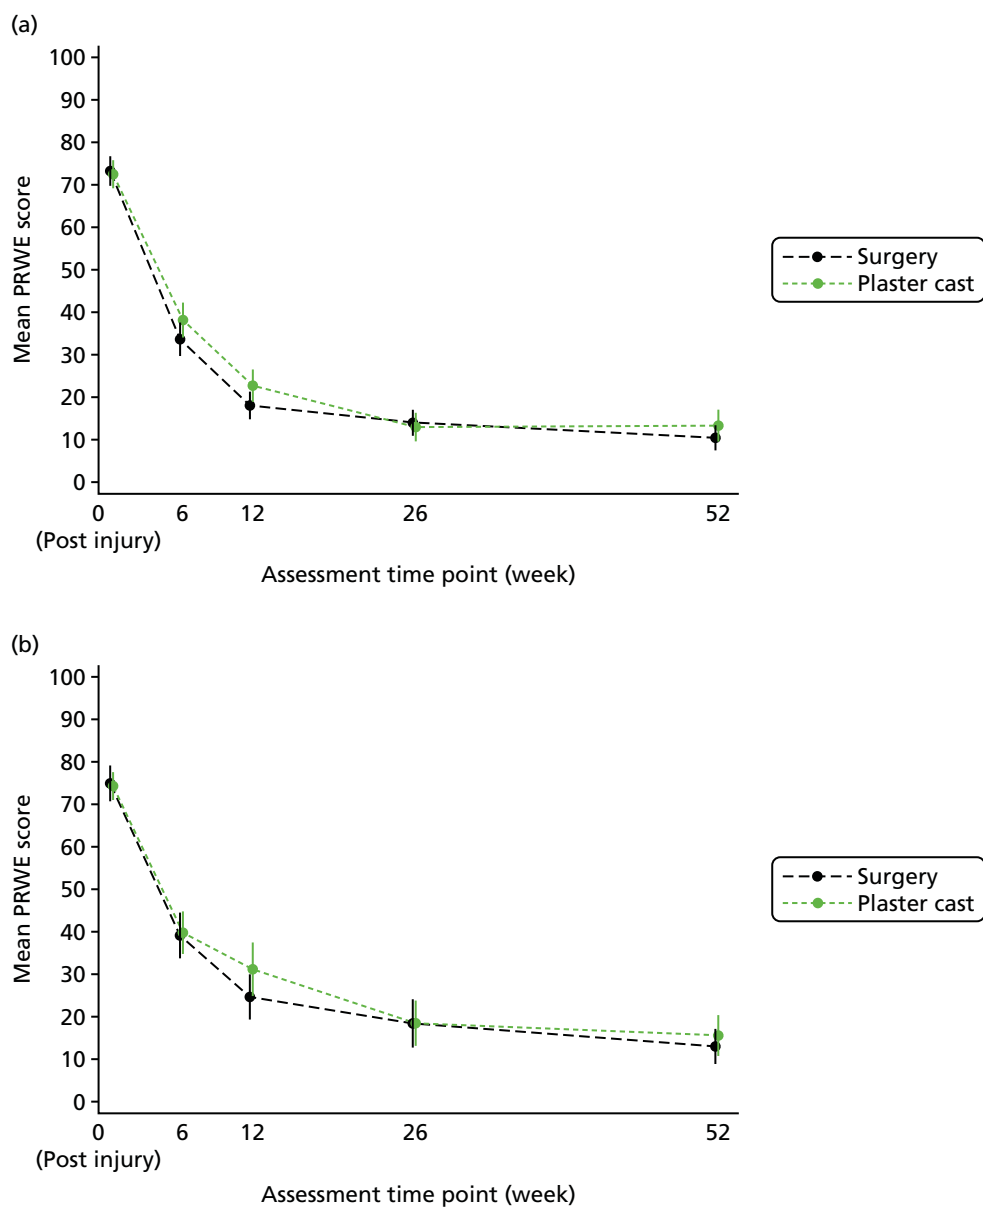 (a)
100
90
80
70
60
50
40
30
20
10
0
Mean PRWE score
0 6 12 26 52
(Post injury)
Assessment time point (week)
Surgery
Plaster cast
(b)
100
90
80
70
60
50
40
30
20
10
0
Mean PRWE score
0 6 12 26 52
(Post injury)
Assessment time point (week)
Surgery
Plaster cast